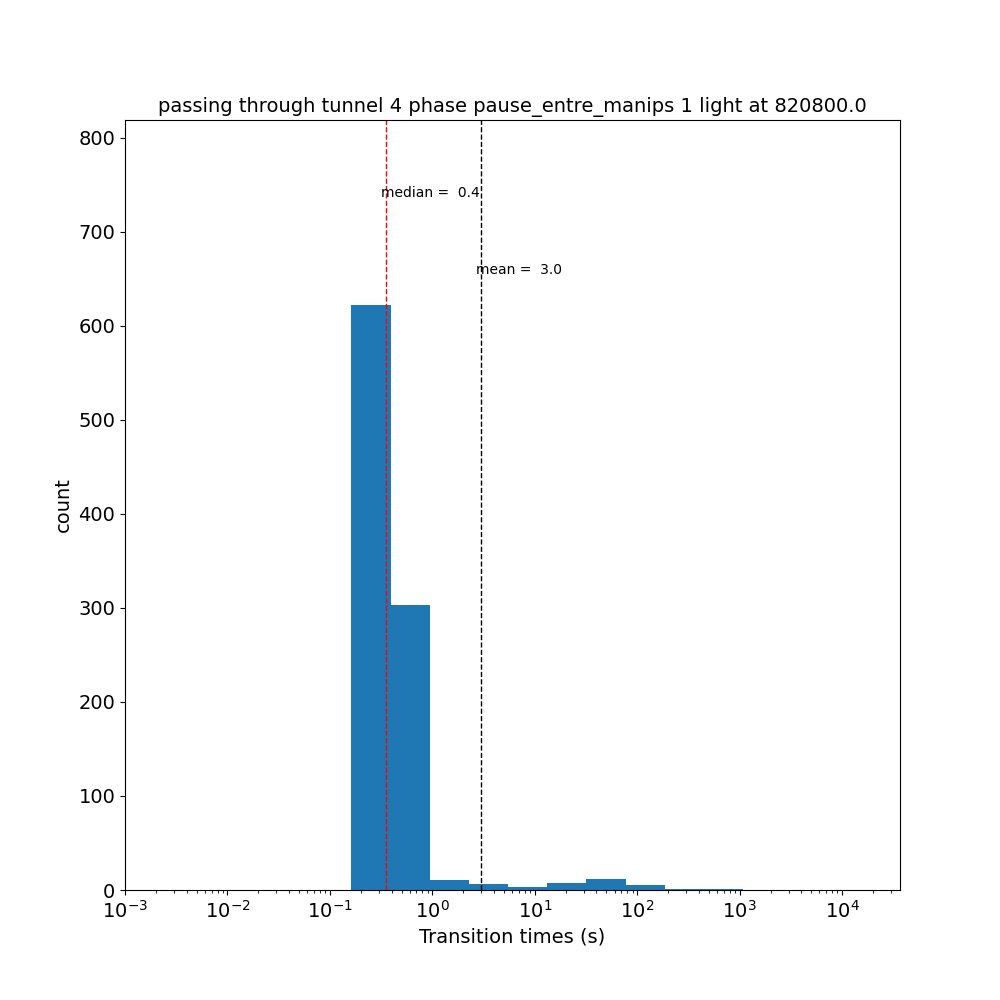 passing through tunnel 4 phase pause_entre_manips 1 light at 820800.0
800
median =  0.4
700
mean =  3.0
600
500
count
400
300
200
100
0
10⁻³ 10⁻² 10⁻¹ 10⁰ 10¹ 10² 10³ 10⁴
Transition times (s)